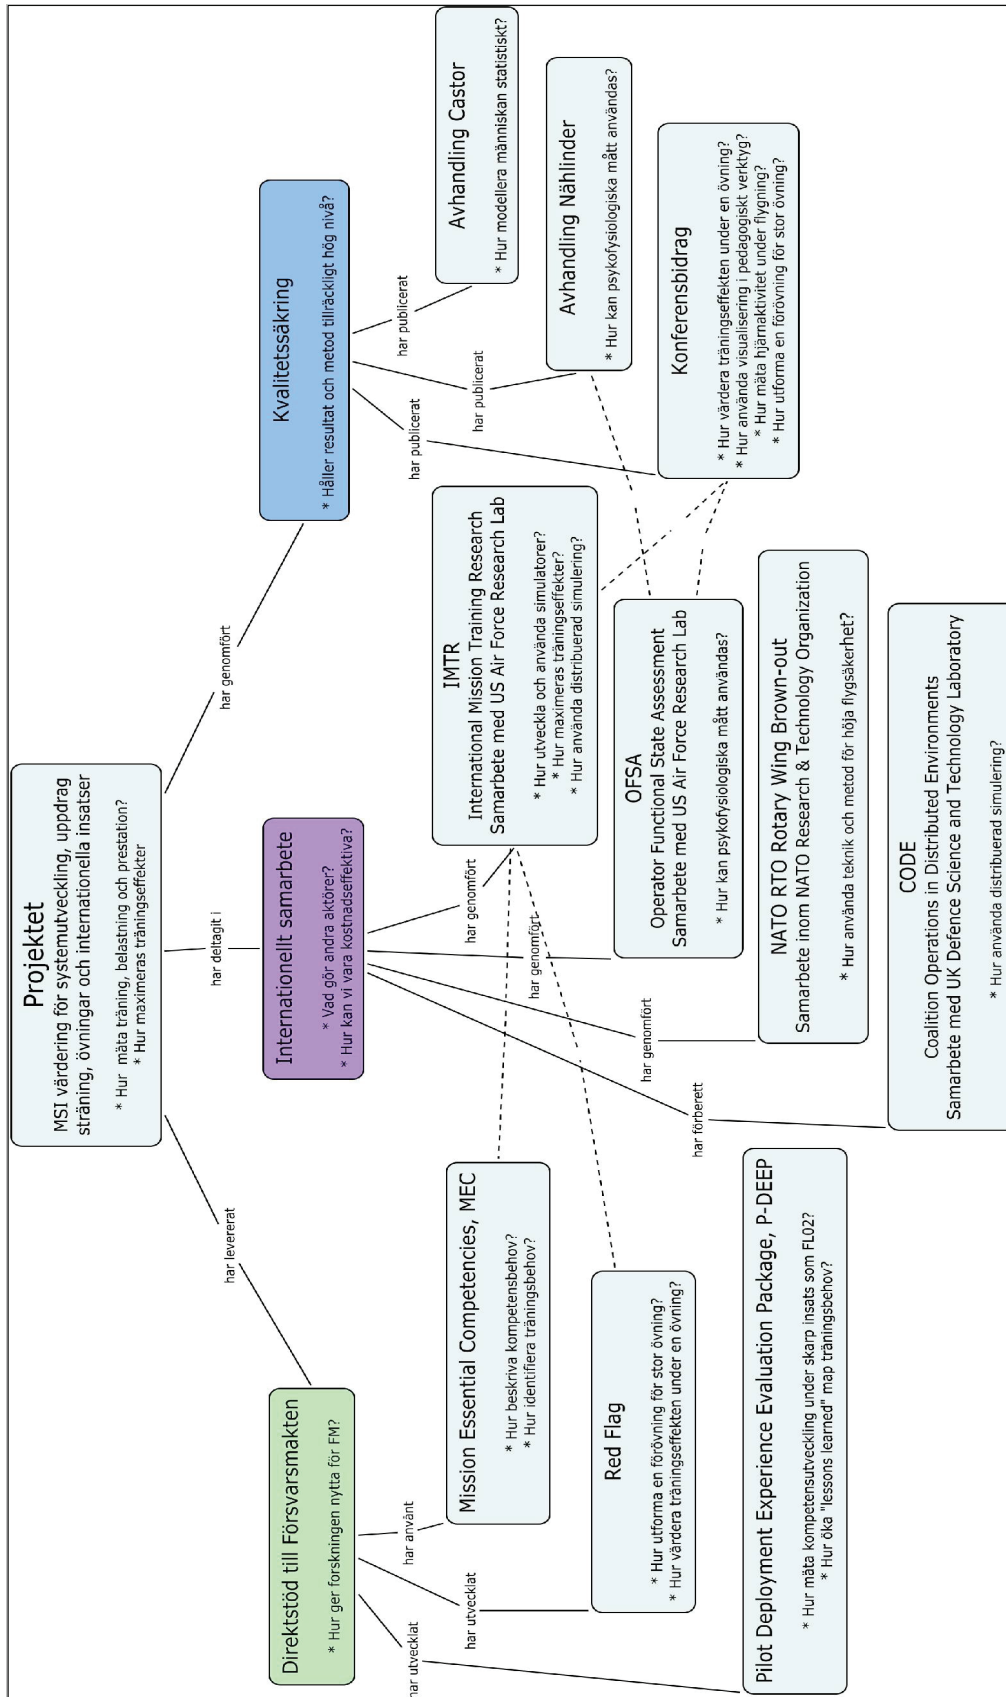 Projektet
MSI värdering för systemutveckling, uppdrag
sträning, övningar och internationella insatser
* Hur mäta träning, belastning och prestation?
* Hur maximeras träningseffekter
har levererat
har deltagit i
har genomfört
Direktstöd till Försvarsmakten
* Hur ger forskningen nytta för FM?
Internationellt samarbete
* Vad gör andra aktörer?
* Hur kan vi vara kostnadseffektiva?
Kvalitetssäkring
* Håller resultat och metod tillräckligt hög nivå?
har utvecklat
har utvecklat
har använt
har förberett
har genomfört
har genomfört
har genomfört
har publicerat
har publicerat
har publicerat
Mission Essential Competencies, MEC
* Hur beskriva kompetensbehov?
* Hur identifiera träningsbehov?
Red Flag
* Hur utforma en förövning för stor övning?
* Hur värdera träningseffekten under en övning?
Pilot Deployment Experience Evaluation Package, P-DEEP
* Hur mäta kompetensutveckling under skarp insats som FL02?
* Hur öka "lessons learned" map träningsbehov?
IMTR
International Mission Training Research
Samarbete med US Air Force Research Lab
* Hur utveckla och använda simulatorer?
* Hur maximeras träningseffekter?
* Hur använda distribuerad simulering?
OFSA
Operator Functional State Assessment
Samarbete med US Air Force Research Lab
* Hur kan psykofysiologiska mått användas?
NATO RTO Rotary Wing Brown-out
Samarbete inom NATO Research & Technology Organization
* Hur använda teknik och metod för höja flygsäkerhet?
CODE
Coalition Operations in Distributed Environments
Samarbete med UK Defence Science and Technology Laboratory
* Hur använda distribuerad simulering?
Avhandling Castor
* Hur modellera människan statistiskt?
Avhandling Nählinder
* Hur kan psykofysiologiska mått användas?
Konferensbidrag
* Hur värdera träningseffekten under en övning?
* Hur använda visualisering i pedagogiskt verktyg?
* Hur mäta hjärnaktivitet under flygning?
* Hur utforma en förövning för stor övning?